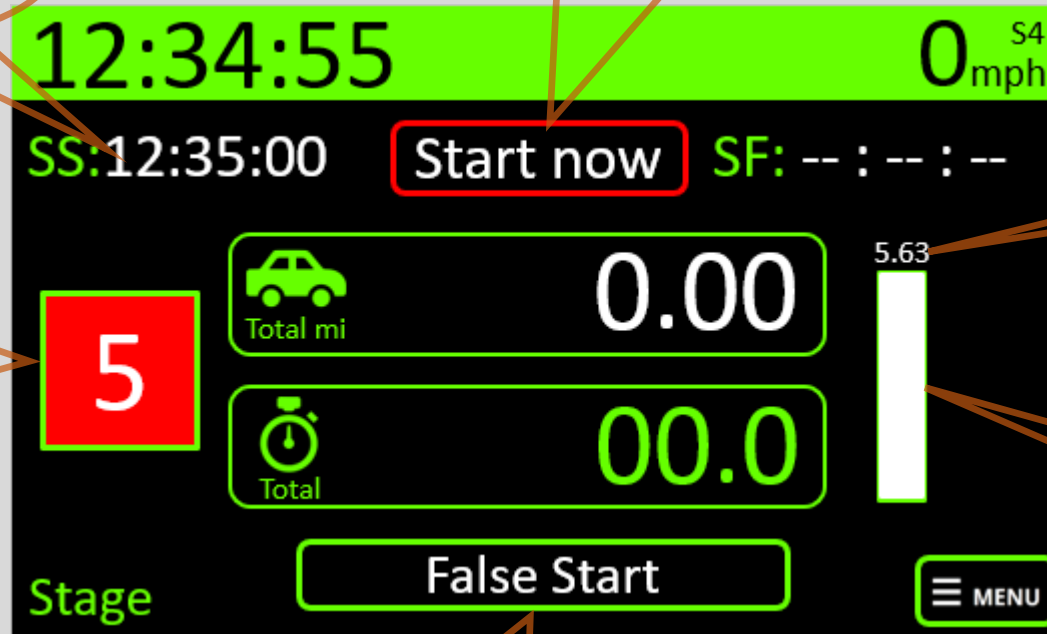 12:34:55 0 mph S4
SS:12:35:00 Start now SF: -- : -- : --
5.63
Total mi 0.00
5
Total 00.0
False Start
Stage MENU